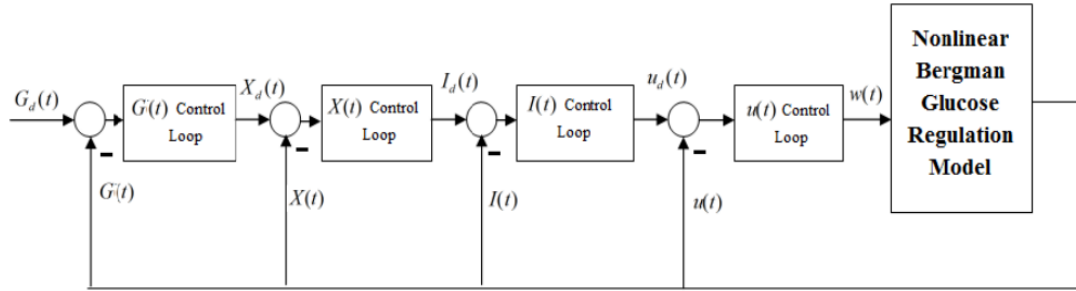 G_d(t)
G(t) Control
Loop
X_d(t)
X(t) Control
Loop
I_d(t)
I(t) Control
Loop
u_d(t)
u(t) Control
Loop
w(t)
Nonlinear
Bergman
Glucose
Regulation
Model
-
-
-
-
G(t)
X(t)
I(t)
u(t)